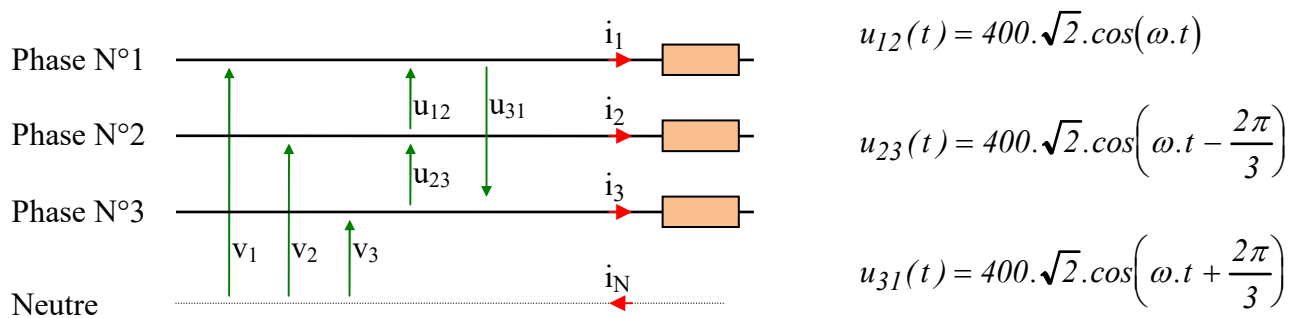 Phase N°1
Phase N°2
Phase N°3
Neutre
v₁
v₂
v₃
u₁₂
u₂₃
u₃₁
i₁
i₂
i₃
i_N
u₁₂(t) = 400.√2.cos(ω.t)
u₂₃(t) = 400.√2.cos(ω.t − 2π/3)
u₃₁(t) = 400.√2.cos(ω.t + 2π/3)